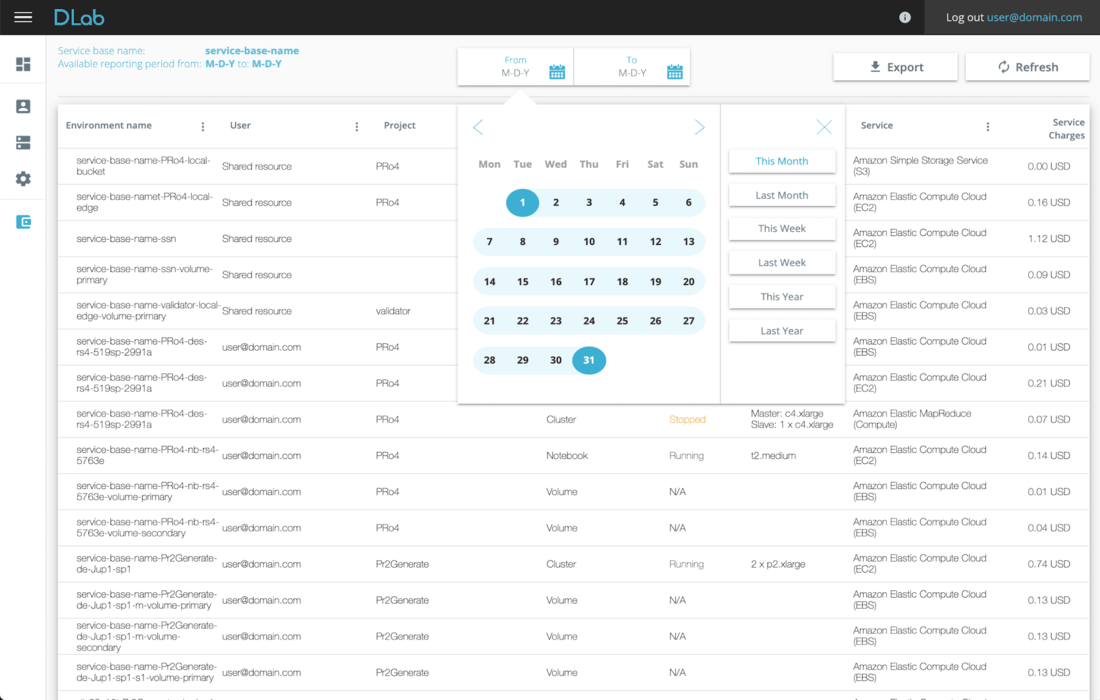 DLab
Log out user@domain.com
Service base name: service-base-name
Available reporting period from: M-D-Y to: M-D-Y
From
M-D-Y
To
M-D-Y
Export
Refresh
Environment name
User
Project
Service
Service
Charges
Mon Tue Wed Thu Fri Sat Sun
1 2 3 4 5 6
7 8 9 10 11 12 13
14 15 16 17 18 19 20
21 22 23 24 25 26 27
28 29 30 31
This Month
Last Month
This Week
Last Week
This Year
Last Year
service-base-name-PRo4-local-
bucket
Shared resource
PRo4
Amazon Simple Storage Service
(S3)
0.00 USD
service-base-namet-PRo4-local-
edge
Shared resource
PRo4
Amazon Elastic Compute Cloud
(EC2)
0.16 USD
service-base-name-ssn
Shared resource
Amazon Elastic Compute Cloud
(EC2)
1.12 USD
service-base-name-ssn-volume-
primary
Shared resource
Amazon Elastic Compute Cloud
(EBS)
0.09 USD
service-base-name-validator-local-
edge-volume-primary
Shared resource
validator
Amazon Elastic Compute Cloud
(EBS)
0.03 USD
service-base-name-PRo4-des-
rs4-519sp-2991a
user@domain.com
PRo4
Amazon Elastic Compute Cloud
(EBS)
0.01 USD
service-base-name-PRo4-des-
rs4-519sp-2991a
user@domain.com
PRo4
Amazon Elastic Compute Cloud
(EC2)
0.21 USD
service-base-name-PRo4-des-
rs4-519sp-2991a
user@domain.com
PRo4
Cluster
Stopped
Master: c4.xlarge
Slave: 1 x c4.xlarge
Amazon Elastic MapReduce
(Compute)
0.07 USD
service-base-name-PRo4-nb-rs4-
5763e
user@domain.com
PRo4
Notebook
Running
t2.medium
Amazon Elastic Compute Cloud
(EC2)
0.14 USD
service-base-name-PRo4-nb-rs4-
5763e-volume-primary
user@domain.com
PRo4
Volume
N/A
Amazon Elastic Compute Cloud
(EBS)
0.01 USD
service-base-name-PRo4-nb-rs4-
5763e-volume-secondary
user@domain.com
PRo4
Volume
N/A
Amazon Elastic Compute Cloud
(EBS)
0.04 USD
service-base-name-Pr2Generate-
de-Jup1-sp1
user@domain.com
Pr2Generate
Cluster
Running
2 x p2.xlarge
Amazon Elastic Compute Cloud
(EC2)
0.74 USD
service-base-name-Pr2Generate-
de-Jup1-sp1-m-volume-primary
user@domain.com
Pr2Generate
Volume
N/A
Amazon Elastic Compute Cloud
(EBS)
0.13 USD
service-base-name-Pr2Generate-
de-Jup1-sp1-m-volume-
secondary
user@domain.com
Pr2Generate
Volume
N/A
Amazon Elastic Compute Cloud
(EBS)
0.13 USD
service-base-name-Pr2Generate-
de-Jup1-sp1-s1-volume-primary
user@domain.com
Pr2Generate
Volume
N/A
Amazon Elastic Compute Cloud
(EBS)
0.13 USD